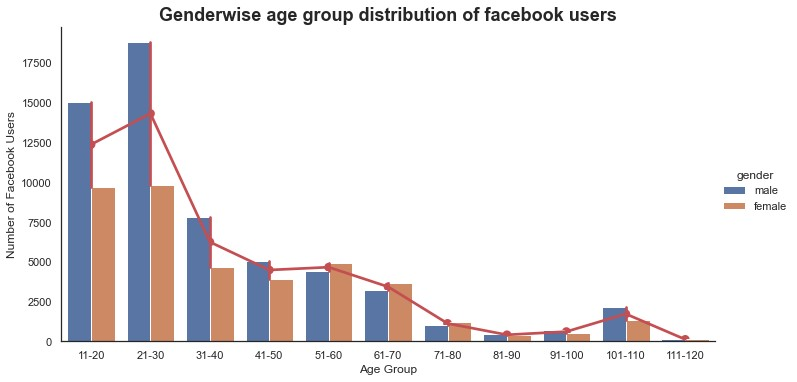 Genderwise age group distribution of facebook users
Number of Facebook Users
17500
15000
12500
10000
7500
5000
2500
0
11-20 21-30 31-40 41-50 51-60 61-70 71-80 81-90 91-100 101-110 111-120
Age Group
gender
male
female